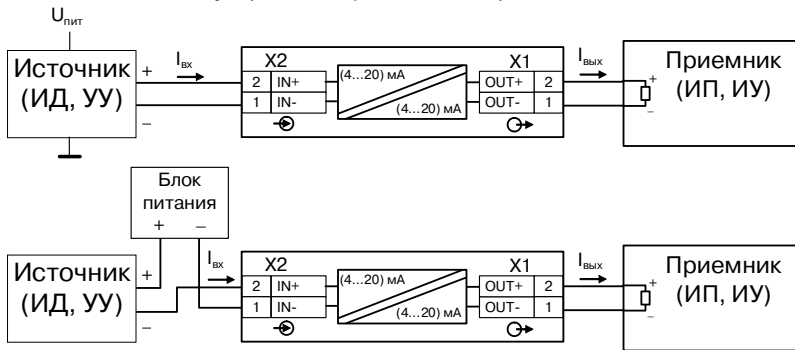 Uпит
Источник
(ИД, УУ)
+
−
Iвх
X2
2 IN+
1 IN-
(4...20) мА
(4...20) мА
X1
OUT+ 2
OUT- 1
Iвых
Приемник
(ИП, ИУ)
+
−
Блок
питания
+ −
Источник
(ИД, УУ)
+
−
Iвх
X2
2 IN+
1 IN-
(4...20) мА
(4...20) мА
X1
OUT+ 2
OUT- 1
Iвых
Приемник
(ИП, ИУ)
+
−